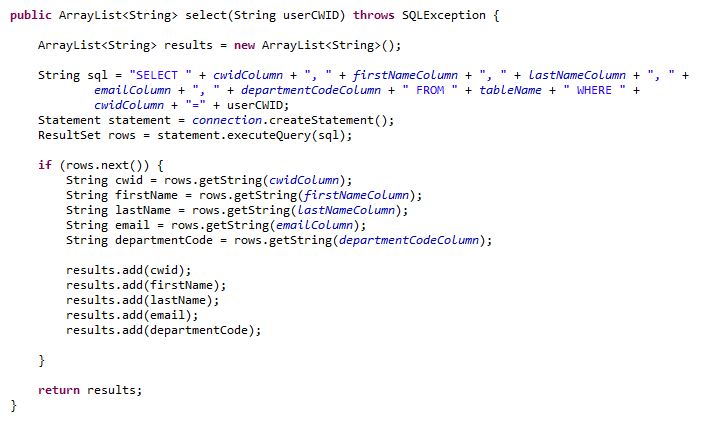 public ArrayList<String> select(String userCWID) throws SQLException {
ArrayList<String> results = new ArrayList<String>();
String sql = "SELECT " + cwidColumn + ", " + firstNameColumn + ", " + lastNameColumn + ", " +
emailColumn + ", " + departmentCodeColumn + " FROM " + tableName + " WHERE " +
cwidColumn + "=" + userCWID;
Statement statement = connection.createStatement();
ResultSet rows = statement.executeQuery(sql);
if (rows.next()) {
String cwid = rows.getString(cwidColumn);
String firstName = rows.getString(firstNameColumn);
String lastName = rows.getString(lastNameColumn);
String email = rows.getString(emailColumn);
String departmentCode = rows.getString(departmentCodeColumn);
results.add(cwid);
results.add(firstName);
results.add(lastName);
results.add(email);
results.add(departmentCode);
}
return results;
}